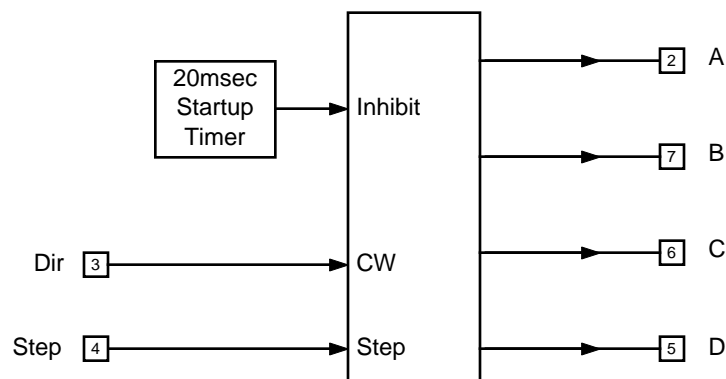 20msec
Startup
Timer
Inhibit
2 A
7 B
Dir 3 CW
6 C
Step 4 Step
5 D